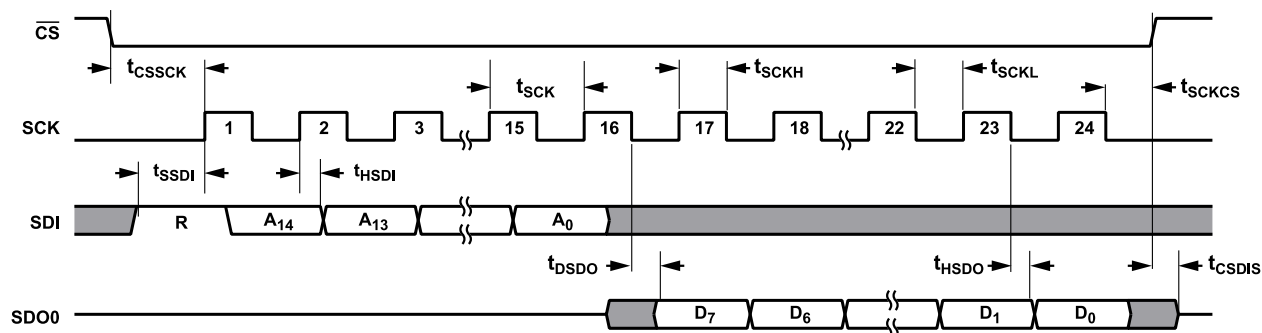 CS
tCSSCK tSCK tSCKH tSCKL tSCKCS
SCK 1 2 3 15 16 17 18 22 23 24
tSSDI tHSDI
SDI R A14 A13 A0
tDSDO tHSDO tCSDIS
SDO0 D7 D6 D1 D0